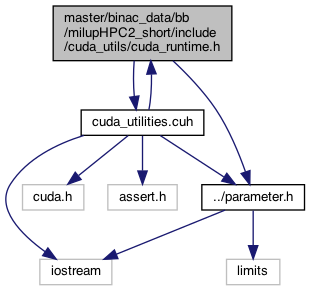 master/binac_data/bb
/milupHPC2_short/include
/cuda_utils/cuda_runtime.h
cuda_utilities.cuh
cuda.h
assert.h
../parameter.h
iostream
limits